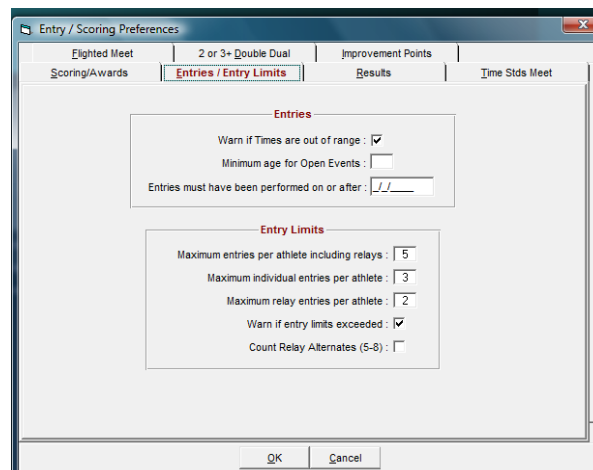 Entry / Scoring Preferences
Flighted Meet
2 or 3+ Double Dual
Improvement Points
Scoring/Awards
Entries / Entry Limits
Results
Time Stds Meet
Entries
Warn if Times are out of range :
Minimum age for Open Events :
Entries must have been performed on or after : _/_/____
Entry Limits
Maximum entries per athlete including relays : 5
Maximum individual entries per athlete : 3
Maximum relay entries per athlete : 2
Warn if entry limits exceeded :
Count Relay Alternates (5-8) :
OK
Cancel